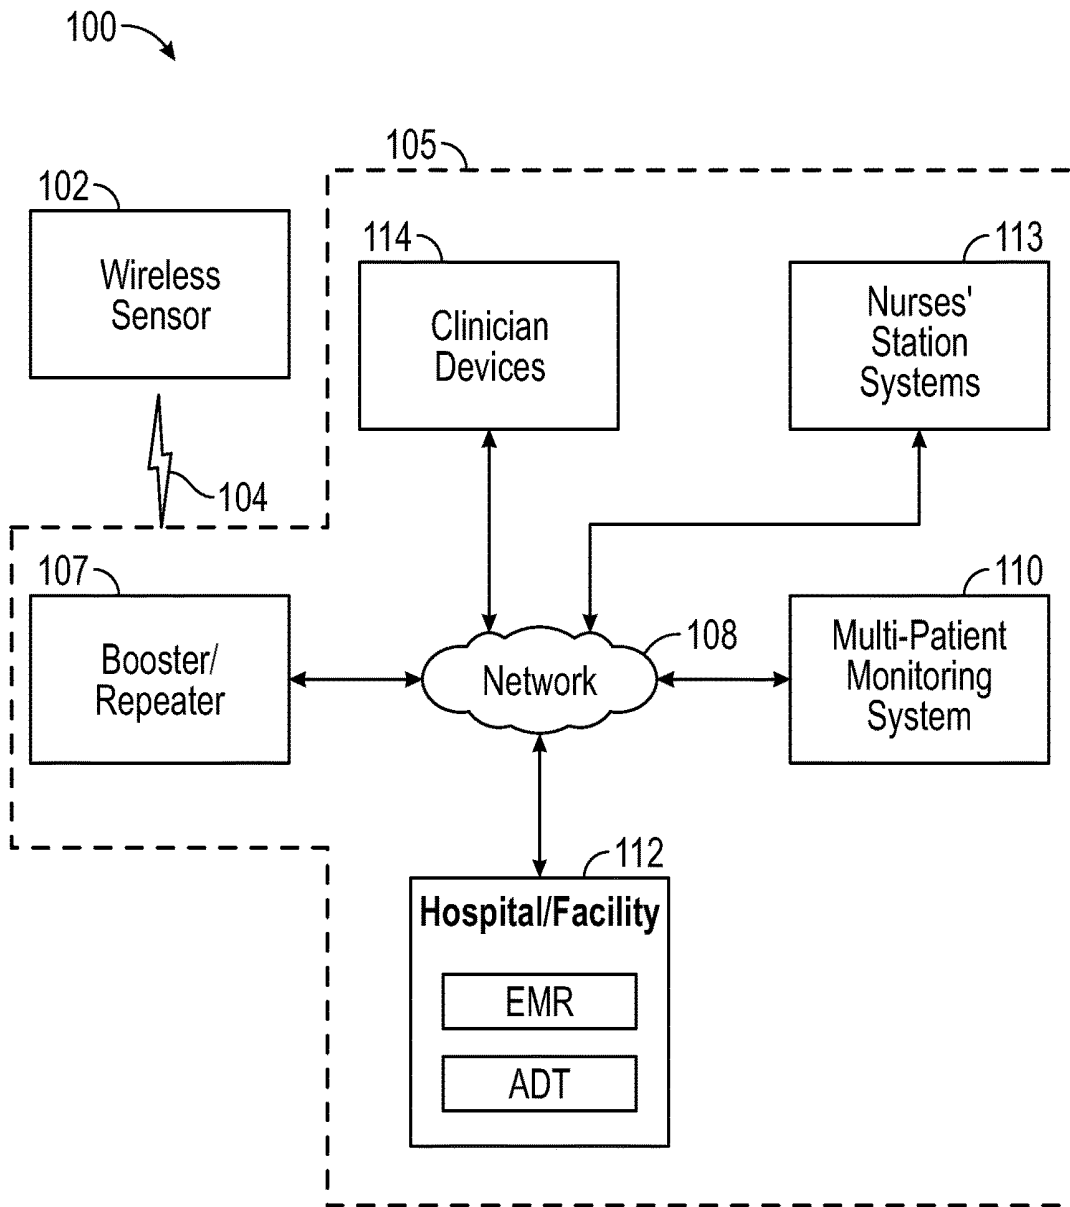 100
105
102
Wireless
Sensor
114
Clinician
Devices
113
Nurses'
Station
Systems
104
107
Booster/
Repeater
108
Network
110
Multi-Patient
Monitoring
System
112
Hospital/Facility
EMR
ADT